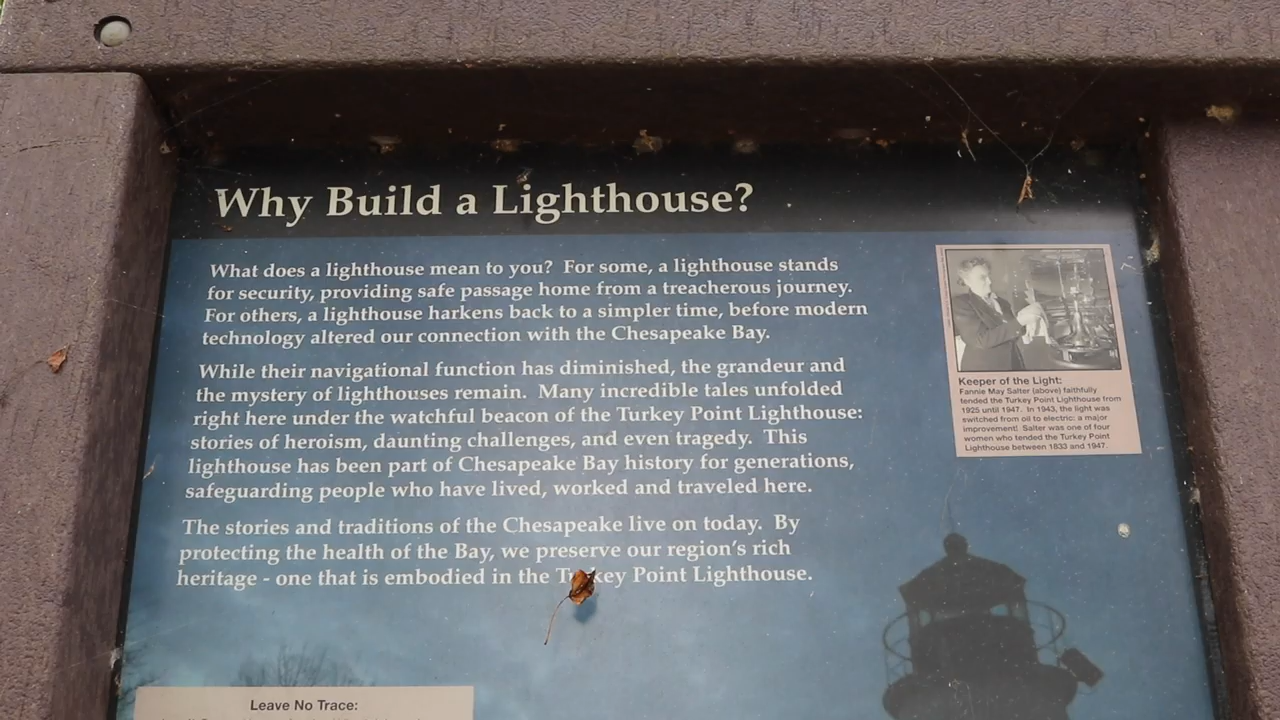 Why Build a Lighthouse?
What does a lighthouse mean to you? For some, a lighthouse stands
for security, providing safe passage home from a treacherous journey.
For others, a lighthouse harkens back to a simpler time, before modern
technology altered our connection with the Chesapeake Bay.
While their navigational function has diminished, the grandeur and
the mystery of lighthouses remain. Many incredible tales unfolded
right here under the watchful beacon of the Turkey Point Lighthouse:
stories of heroism, daunting challenges, and even tragedy. This
lighthouse has been part of Chesapeake Bay history for generations,
safeguarding people who have lived, worked and traveled here.
The stories and traditions of the Chesapeake live on today. By
protecting the health of the Bay, we preserve our region's rich
heritage - one that is embodied in the Turkey Point Lighthouse.
Keeper of the Light:
Fannie May Salter (above) faithfully
tended the Turkey Point Lighthouse from
1925 until 1947. In 1943, the light was
switched from oil to electric: a major
improvement! Salter was one of four
women who tended the Turkey Point
Lighthouse between 1833 and 1947.
Leave No Trace: